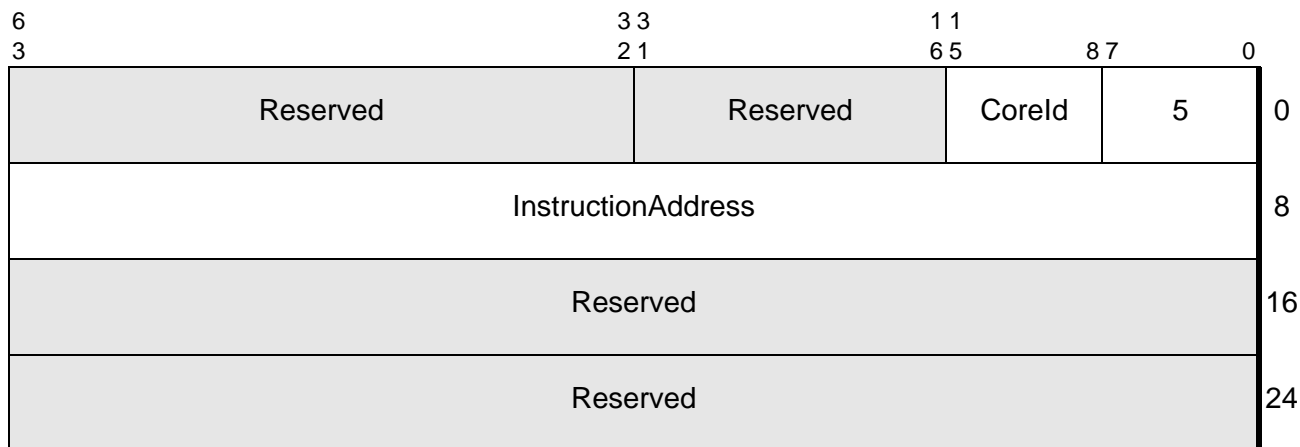 6 3 3 1 1
3 2 1 6 5 8 7 0
Reserved Reserved CoreId 5 0
InstructionAddress 8
Reserved 16
Reserved 24